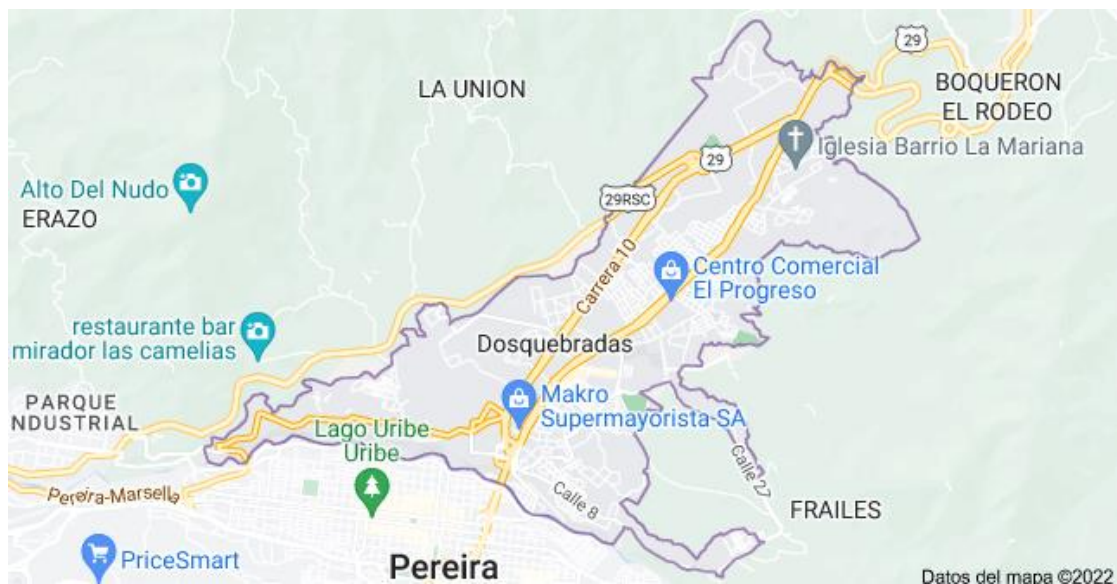 29
LA UNION
BOQUERON
EL RODEO
Iglesia Barrio La Mariana
29
Alto Del Nudo
ERAZO
29RSC
Carrera 10
Centro Comercial
El Progreso
restaurante bar
mirador las camelias
Dosquebradas
PARQUE
NDUSTRIAL
Makro
Supermayorista-SA
Lago Uribe
Uribe
Calle 27
Pereira-Marsella
Calle 8
FRAILES
PriceSmart
Pereira
Datos del mapa ©2022